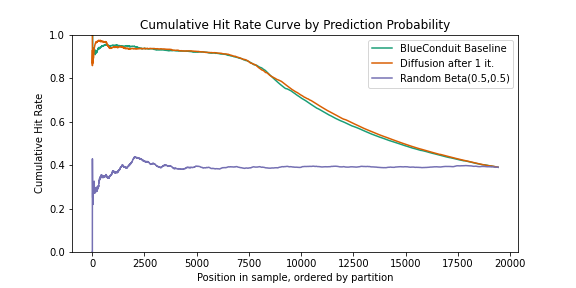 Cumulative Hit Rate Curve by Prediction Probability
1.0
0.8
0.6
0.4
0.2
0.0
Cumulative Hit Rate
BlueConduit Baseline
Diffusion after 1 it.
Random Beta(0.5,0.5)
0 2500 5000 7500 10000 12500 15000 17500 20000
Position in sample, ordered by partition